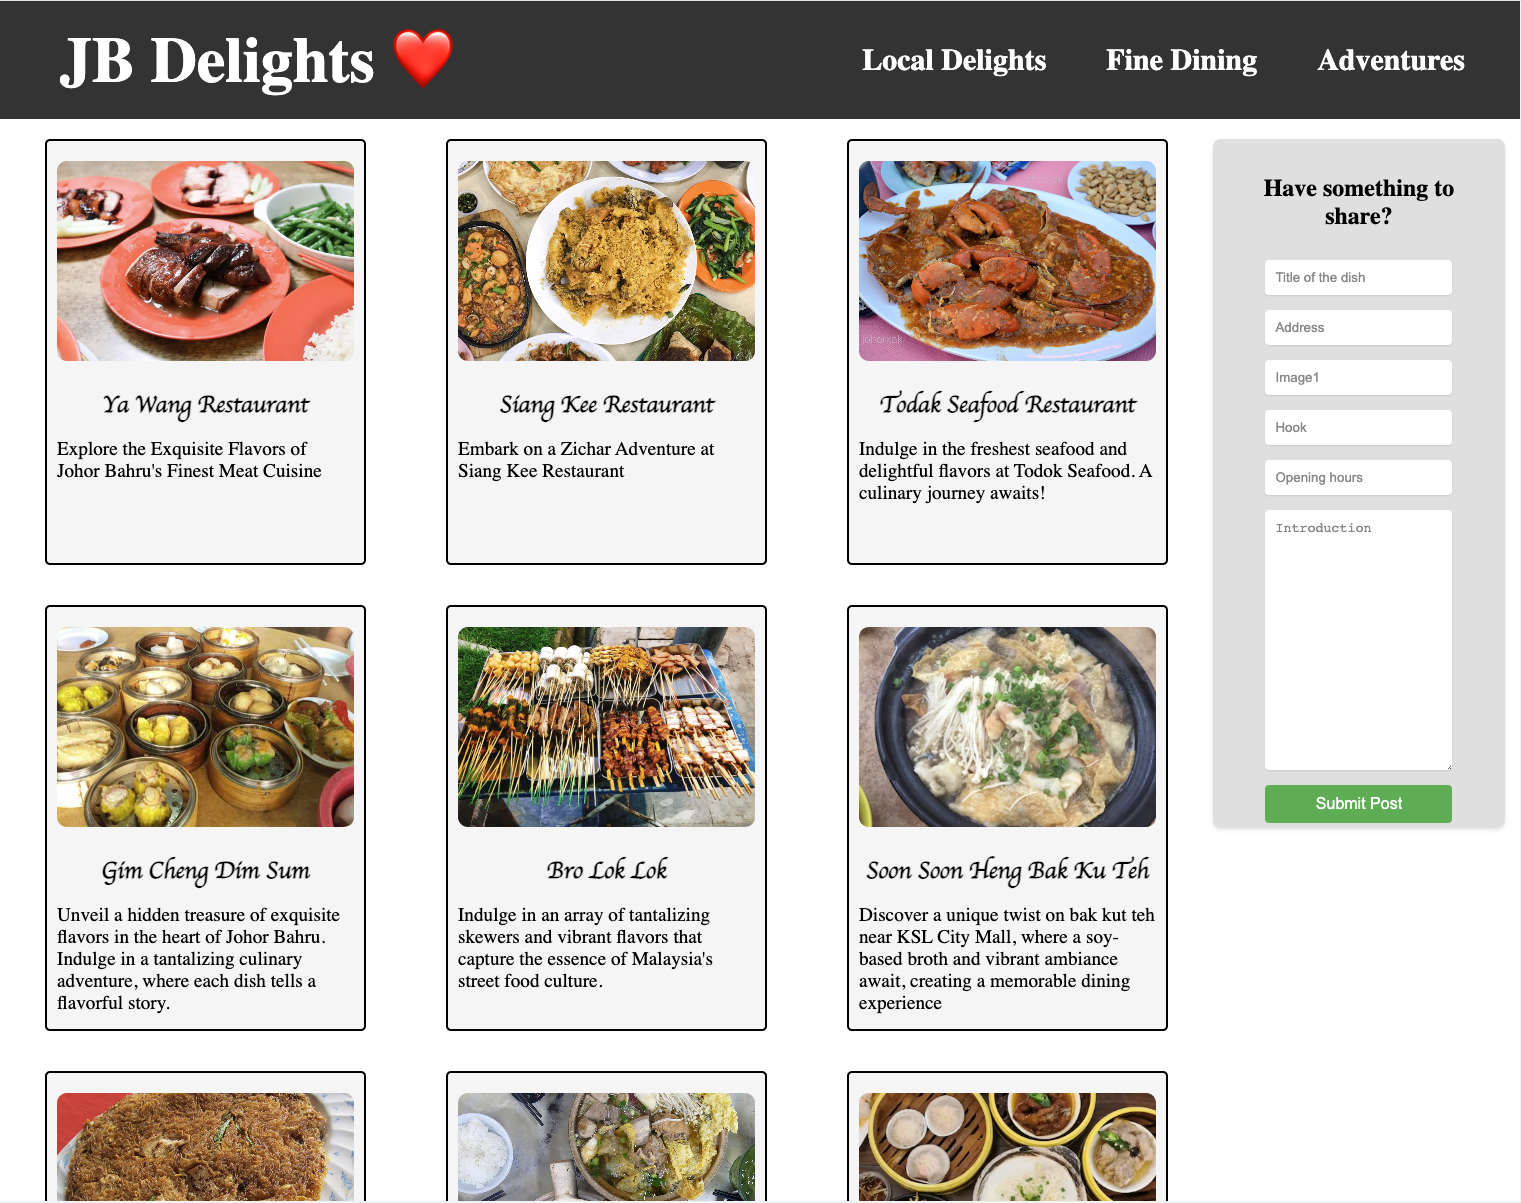 JB Delights ❤️
Local Delights
Fine Dining
Adventures
Ya Wang Restaurant
Explore the Exquisite Flavors of
Johor Bahru's Finest Meat Cuisine
Siang Kee Restaurant
Embark on a Zichar Adventure at
Siang Kee Restaurant
johorkaki
Todak Seafood Restaurant
Indulge in the freshest seafood and
delightful flavors at Todok Seafood. A
culinary journey awaits!
Gim Cheng Dim Sum
Unveil a hidden treasure of exquisite
flavors in the heart of Johor Bahru.
Indulge in a tantalizing culinary
adventure, where each dish tells a
flavorful story.
Bro Lok Lok
Indulge in an array of tantalizing
skewers and vibrant flavors that
capture the essence of Malaysia's
street food culture.
Soon Soon Heng Bak Ku Teh
Discover a unique twist on bak kut teh
near KSL City Mall, where a soy-
based broth and vibrant ambiance
await, creating a memorable dining
experience
Have something to
share?
Title of the dish
Address
Image1
Hook
Opening hours
Introduction
Submit Post